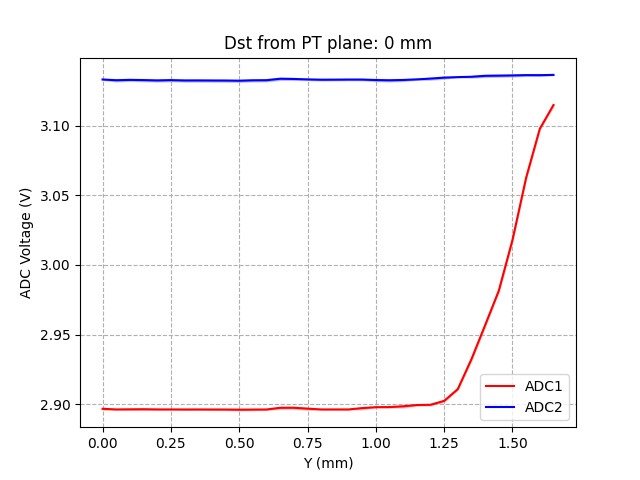 Dst from PT plane: 0 mm
ADC Voltage (V)
3.10
3.05
3.00
2.95
2.90
0.00 0.25 0.50 0.75 1.00 1.25 1.50
Y (mm)
ADC1
ADC2